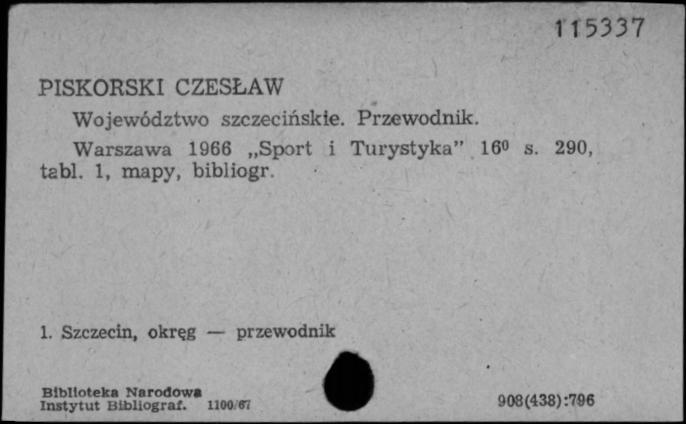 115337
PISKORSKI CZESŁAW
Województwo szczecińskie. Przewodnik.
Warszawa 1966 „Sport i Turystyka” 16⁰ s. 290,
tabl. 1, mapy, bibliogr.
1. Szczecin, okręg — przewodnik
Biblioteka Narodowa
Instytut Bibliograf. 1100/67
908(438):796